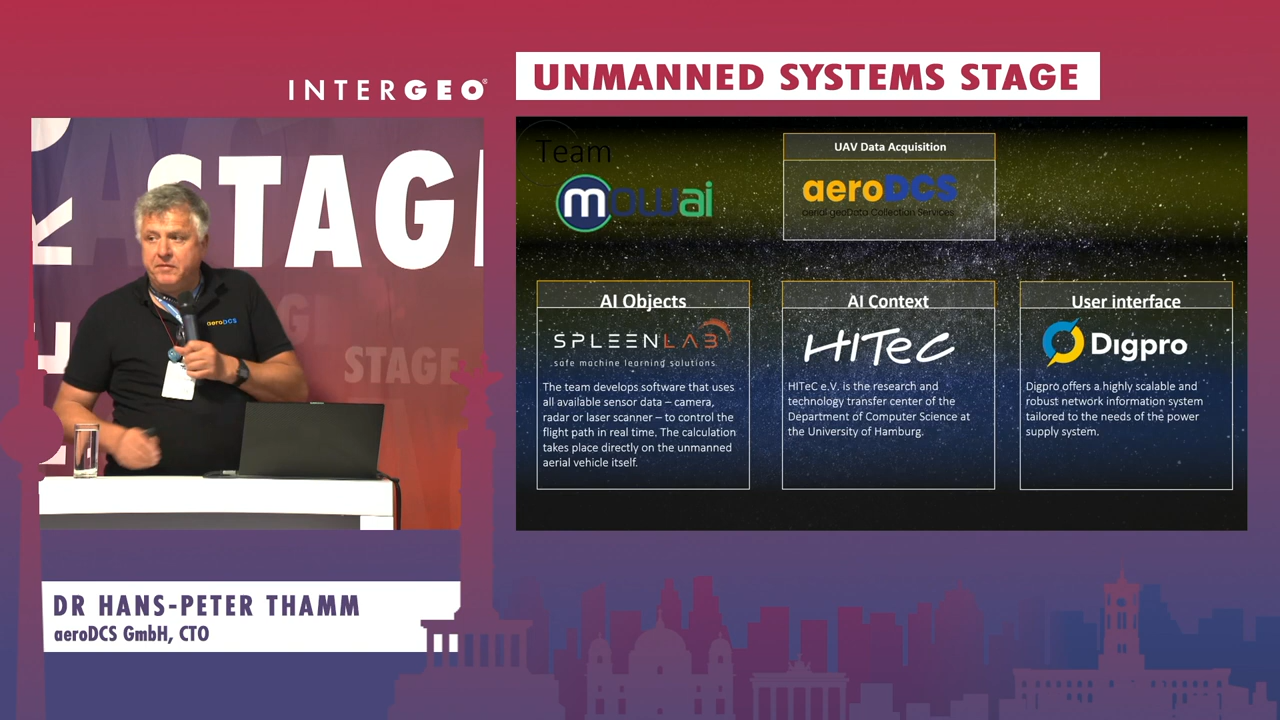 INTERGEO®
UNMANNED SYSTEMS STAGE
STAG
STAGE
aeroDCS
DR HANS-PETER THAMM
aeroDCS GmbH, CTO
Team
mowai
UAV Data Acquisition
aeroDCS
aerial geoData Collection Services
AI Objects
SPLEENLAB
safe machine learning solutions
The team develops software that uses
all available sensor data – camera,
radar or laser scanner – to control the
flight path in real time. The calculation
takes place directly on the unmanned
aerial vehicle itself.
AI Context
HITeC
HITeC e.V. is the research and
technology transfer center of the
Department of Computer Science at
the University of Hamburg.
User interface
Digpro
Digpro offers a highly scalable and
robust network information system
tailored to the needs of the power
supply system.